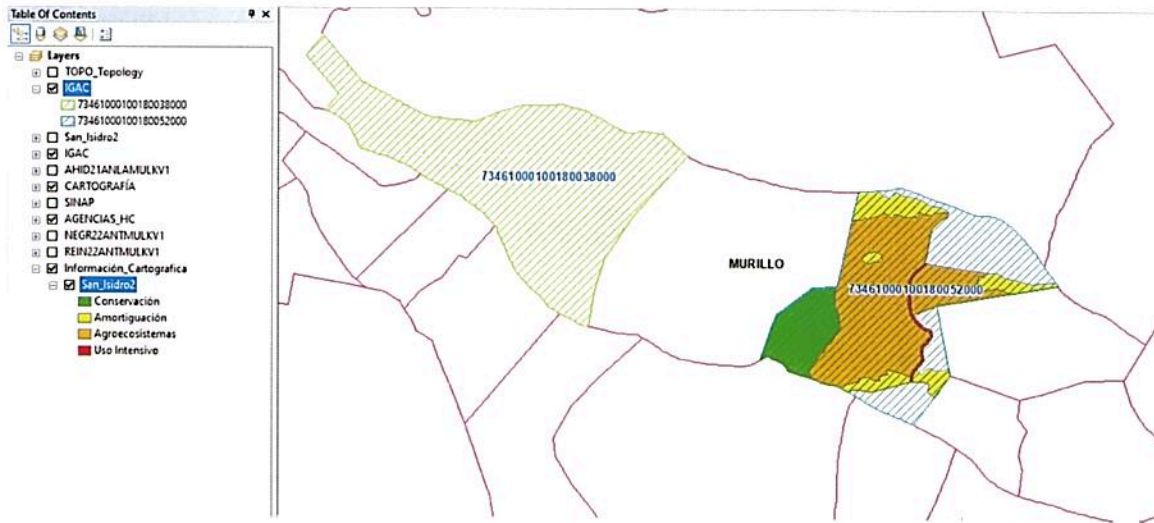 Table Of Contents
Layers
TOPO_Topology
IGAC
73461000100180038000
73461000100180052000
San_Isidro2
IGAC
AHID21ANLAMULKV1
CARTOGRAFÍA
SINAP
AGENCIAS_HC
NEGR22ANTMULKV1
REIN22ANTMULKV1
Información_Cartografica
San_Isidro2
Conservación
Amortiguación
Agroecosistemas
Uso Intensivo
73461000100180038000
MURILLO
73461000100180052000